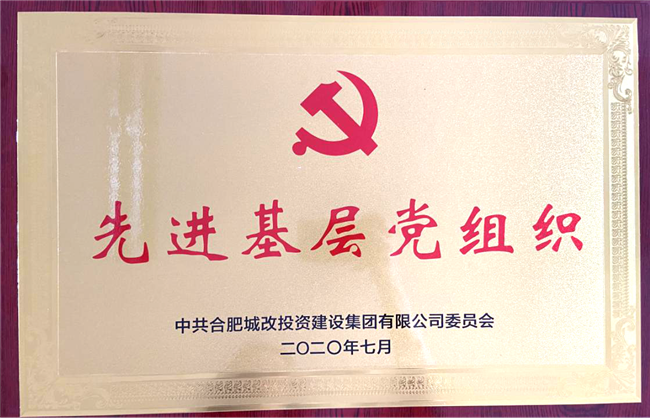 先进基层党组织
中共合肥城改投资建设集团有限公司委员会
二〇二〇年七月